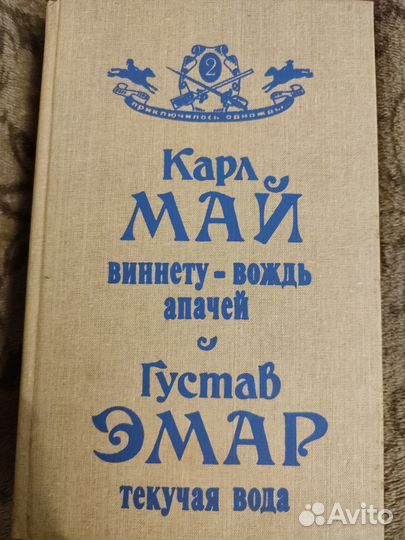 2
приключилось однажды
Карл
МАЙ
виннету - вождь
апачей
Густав
ЭМАР
текучая вода
Avito